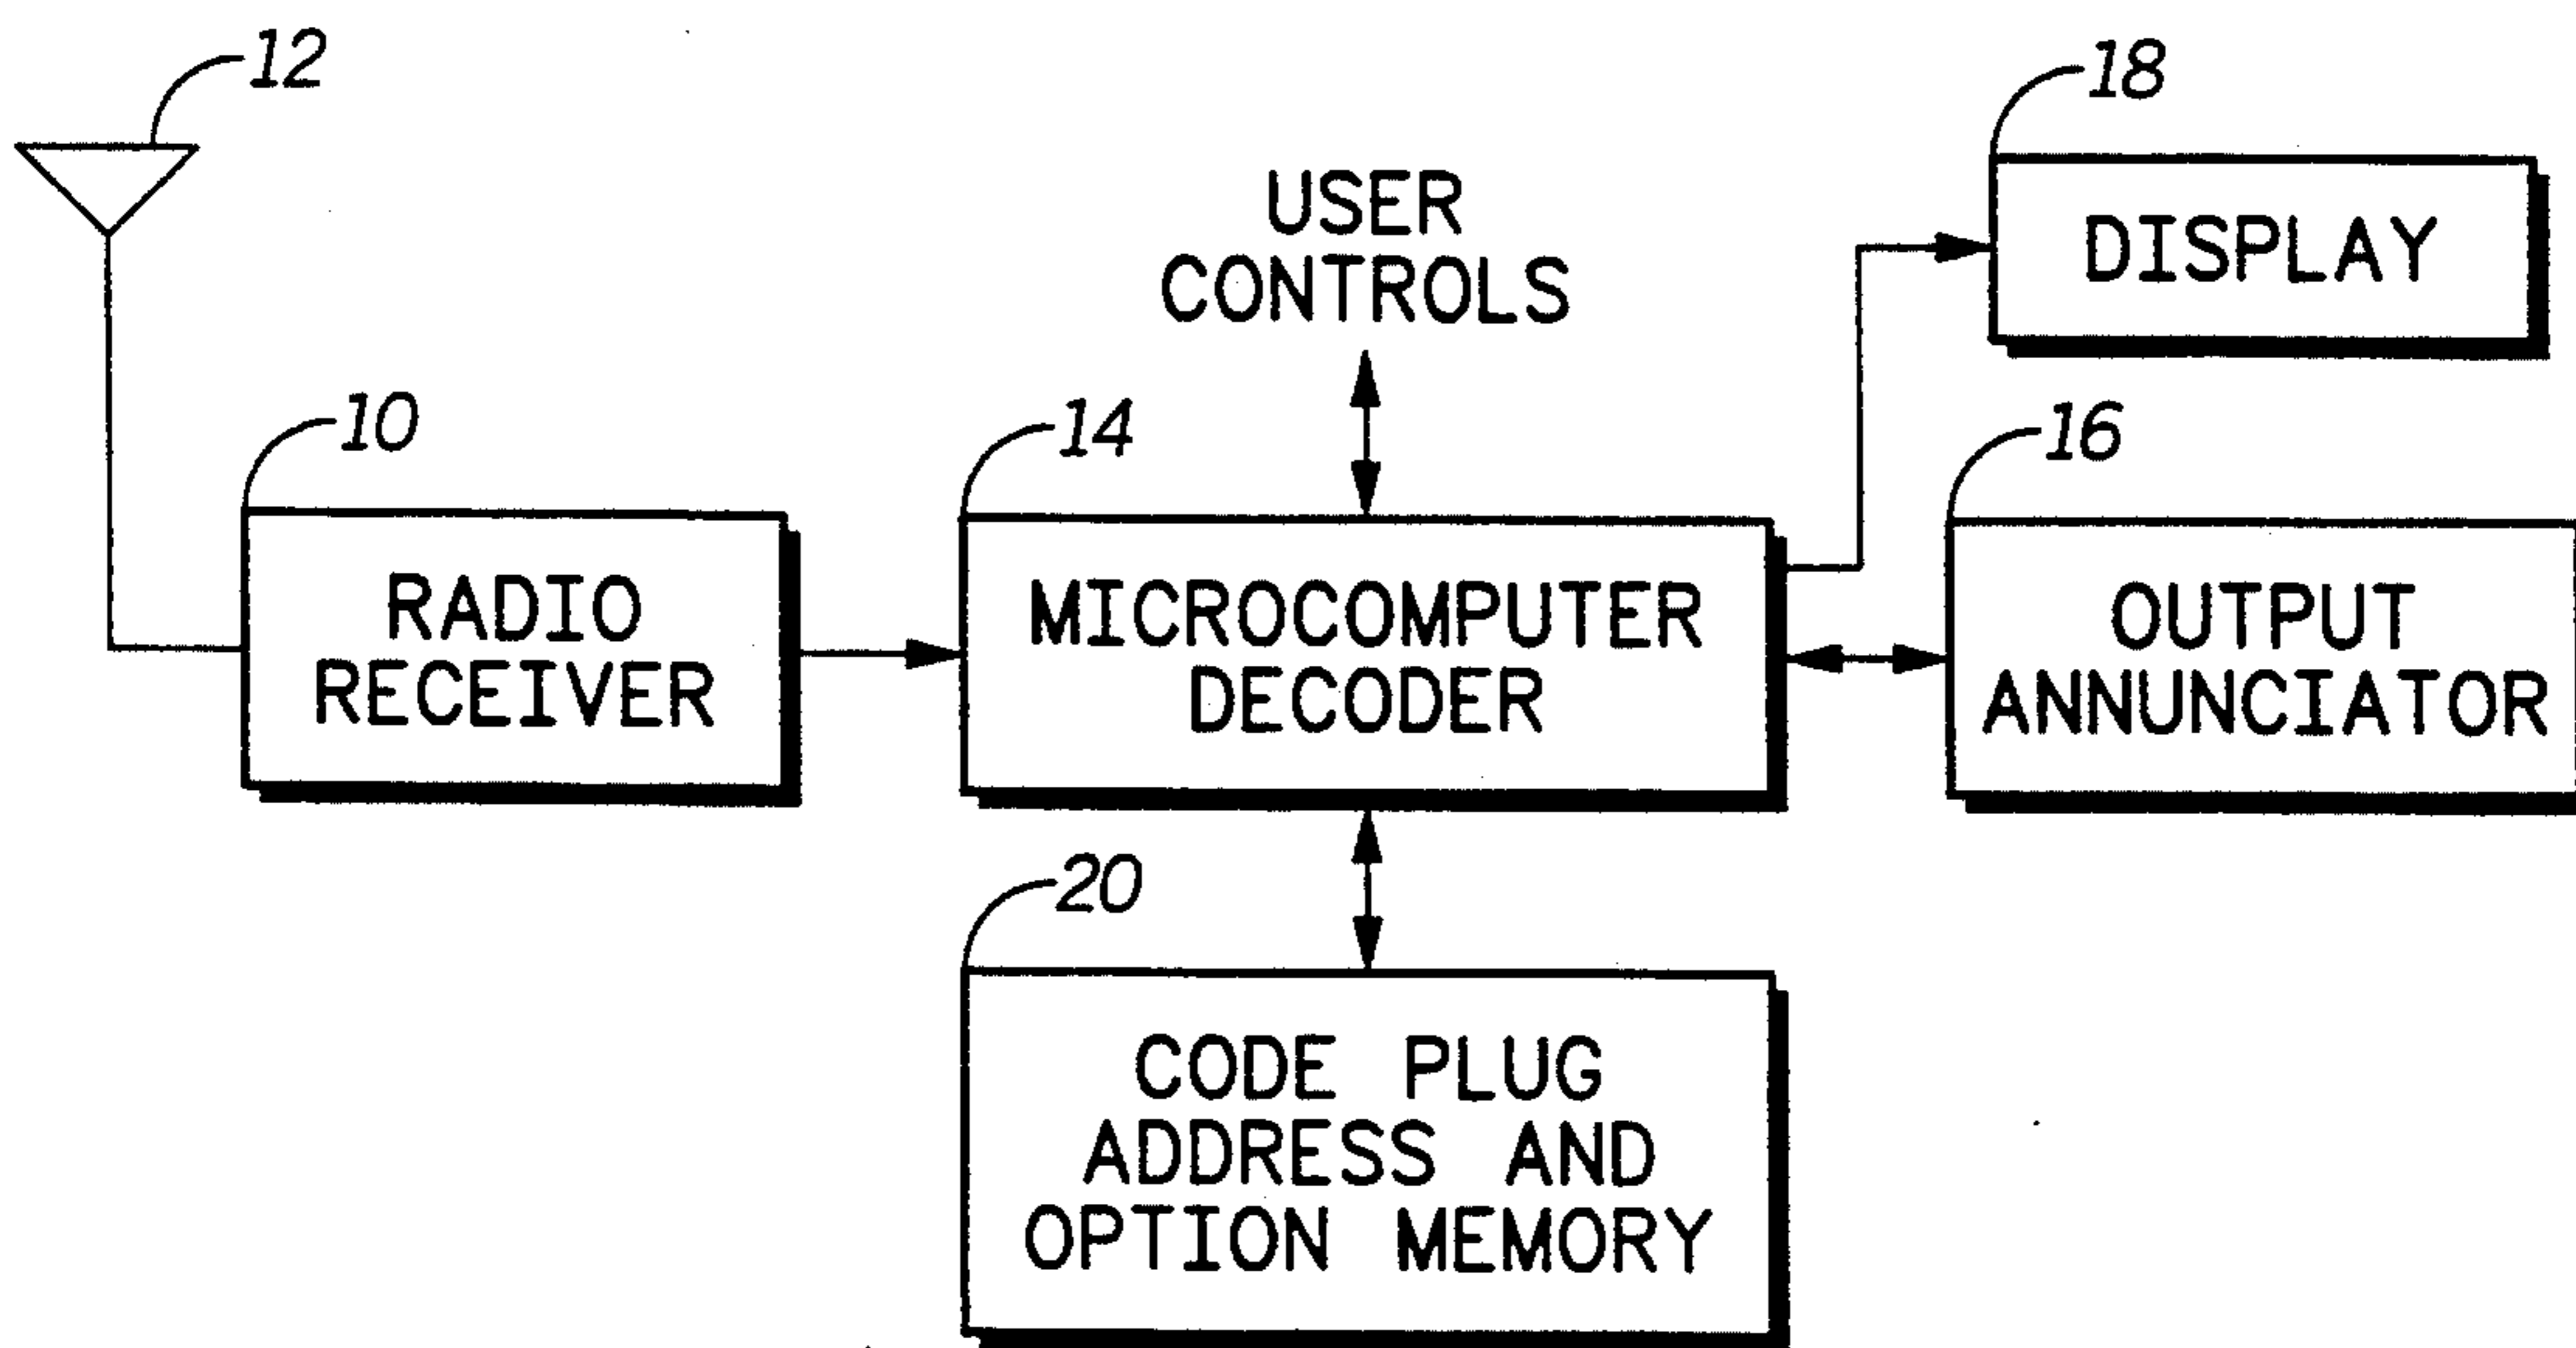 12
18
USER
CONTROLS
DISPLAY
10
14
16
RADIO
RECEIVER
MICROCOMPUTER
DECODER
OUTPUT
ANNUNCIATOR
20
CODE PLUG
ADDRESS AND
OPTION MEMORY